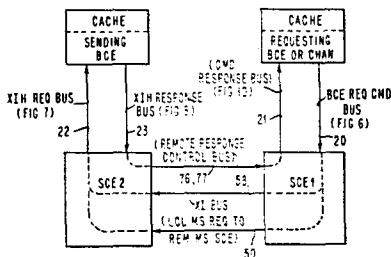 CACHE
SENDING
BCE
CACHE
REQUESTING
BCE OR CHAN
XIH REQ BUS
(FIG 7)
22
XIH RESPONSE
BUS (FIG 8)
23
(CMD
RESPONSE BUS)
(FIG 12)
21
BCE REQ CMD
BUS
(FIG 6)
20
(REMOTE RESPONSE
CONTROL BUS)
76,77
SCE 2
SCE 1
XI BUS
(LCL MS REQ TO
REM MS SCE)
50